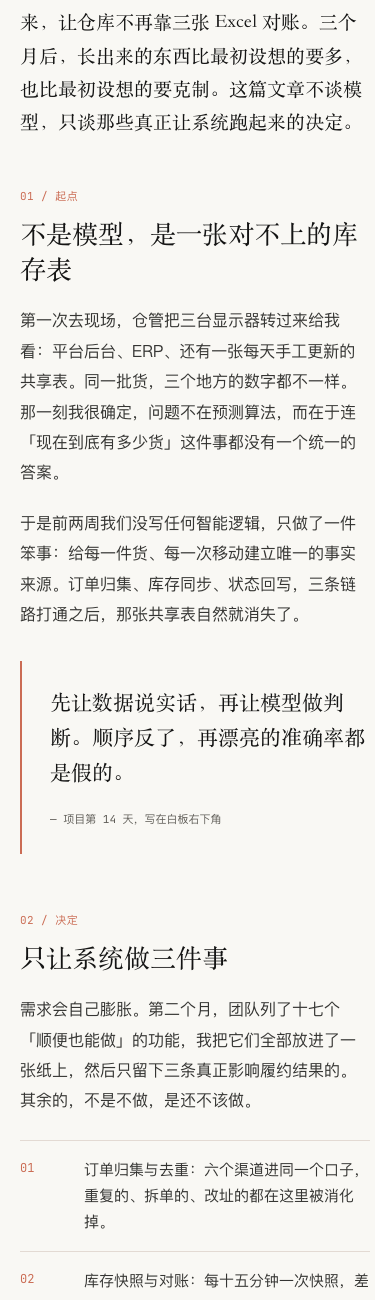 来，让仓库不再靠三张 Excel 对账。三个
月后，长出来的东西比最初设想的要多，
也比最初设想的要克制。这篇文章不谈模
型，只谈那些真正让系统跑起来的决定。
01 / 起点
不是模型，是一张对不上的库
存表
第一次去现场，仓管把三台显示器转过来给我
看：平台后台、ERP、还有一张每天手工更新的
共享表。同一批货，三个地方的数字都不一样。
那一刻我很确定，问题不在预测算法，而在于连
「现在到底有多少货」这件事都没有一个统一的
答案。
于是前两周我们没写任何智能逻辑，只做了一件
笨事：给每一件货、每一次移动建立唯一的事实
来源。订单归集、库存同步、状态回写，三条链
路打通之后，那张共享表自然就消失了。
先让数据说实话，再让模型做判
断。顺序反了，再漂亮的准确率都
是假的。
— 项目第 14 天，写在白板右下角
02 / 决定
只让系统做三件事
需求会自己膨胀。第二个月，团队列了十七个
「顺便也能做」的功能，我把它们全部放进了一
张纸上，然后只留下三条真正影响履约结果的。
其余的，不是不做，是还不该做。
01 订单归集与去重：六个渠道进同一个口子，
重复的、拆单的、改址的都在这里被消化
掉。
02 库存快照与对账：每十五分钟一次快照，差